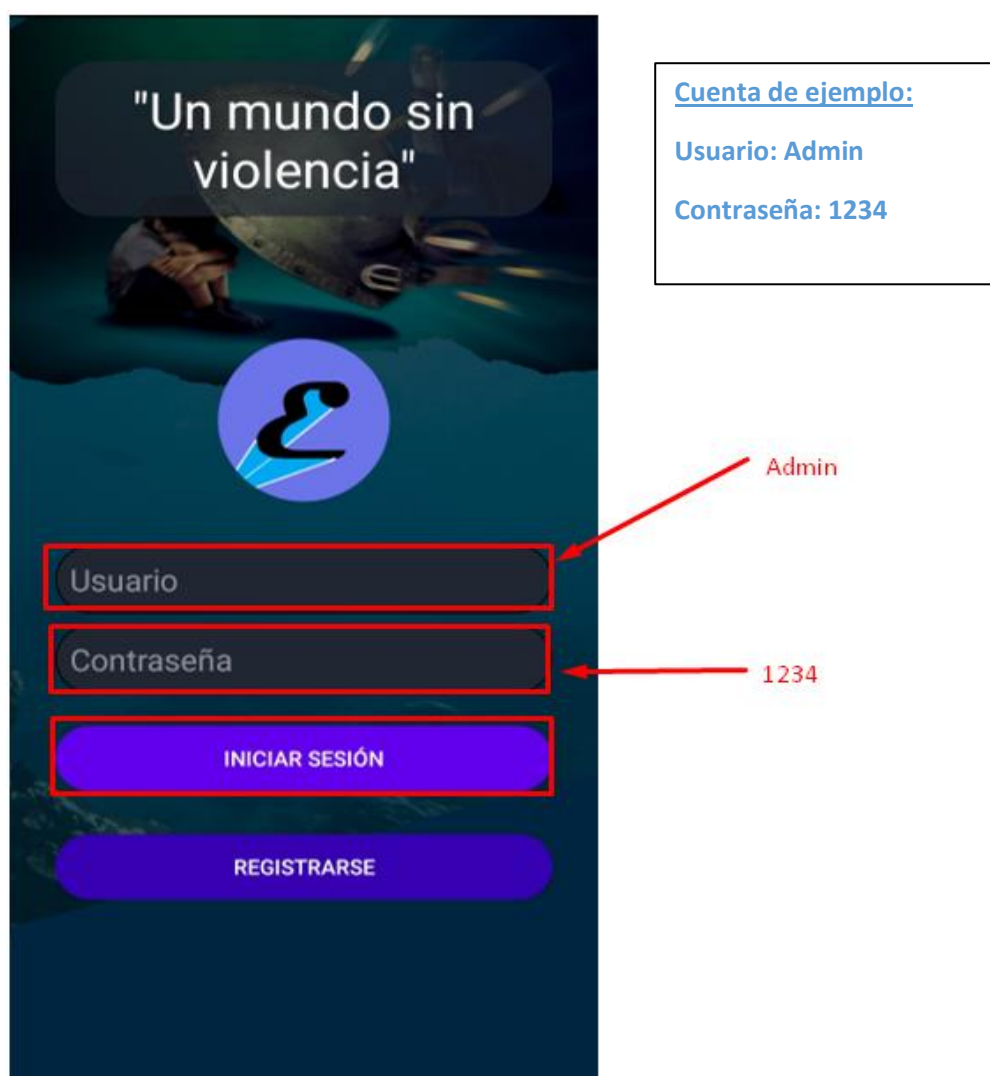 "Un mundo sin
violencia"
Cuenta de ejemplo:
Usuario: Admin
Contraseña: 1234
Admin
Usuario
Contraseña
1234
INICIAR SESIÓN
REGISTRARSE